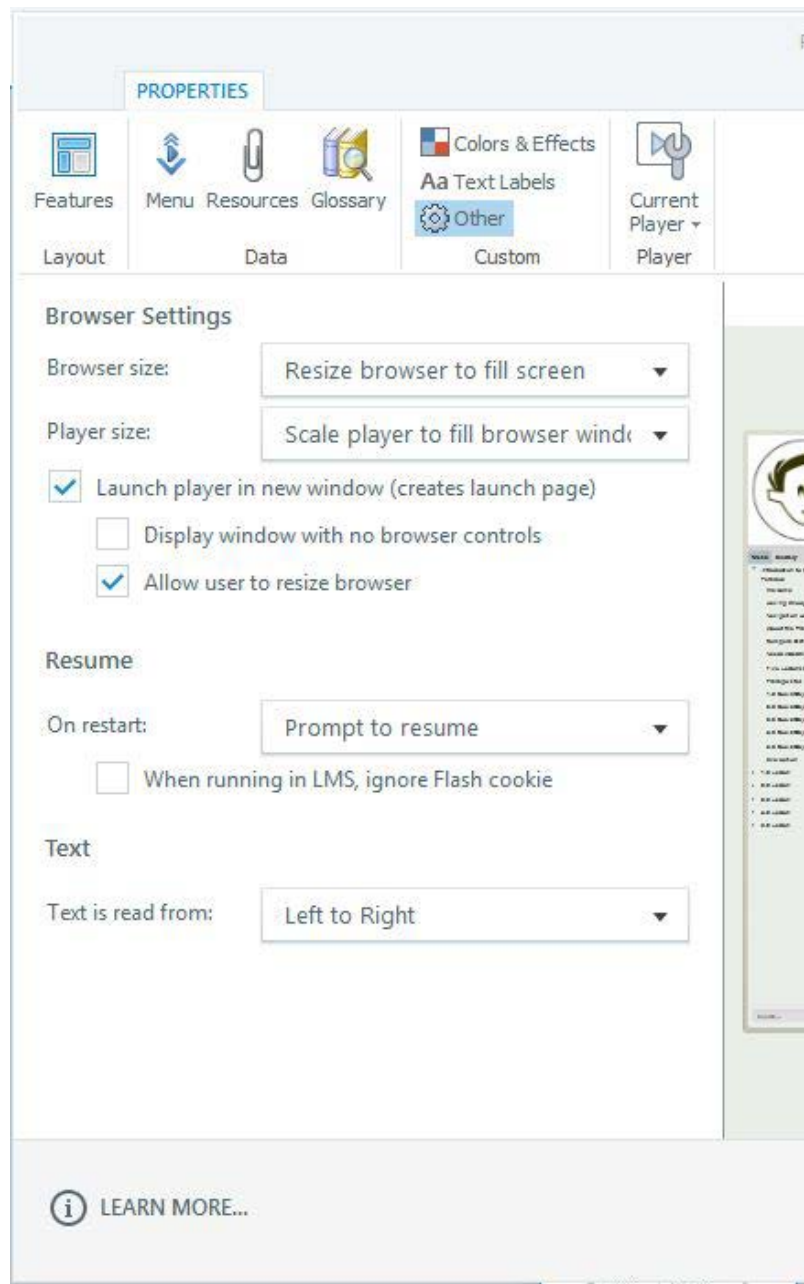 PROPERTIES
Features
Menu
Resources
Glossary
Colors & Effects
Aa Text Labels
Other
Current
Player
Layout
Data
Custom
Player
Browser Settings
Browser size:
Resize browser to fill screen
Player size:
Scale player to fill browser wind
Launch player in new window (creates launch page)
Display window with no browser controls
Allow user to resize browser
Resume
On restart:
Prompt to resume
When running in LMS, ignore Flash cookie
Text
Text is read from:
Left to Right
LEARN MORE...